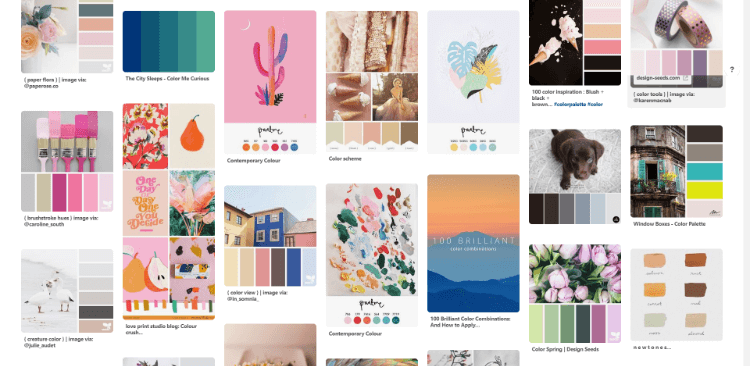 { paper flora } | image via:
@paperose.co
{ brushstroke hues } image via:
@caroline_south
{ creature color } | image via:
@julie_audet
The City Sleeps - Color Me Curious
ONE
DAY
DAY
ONE
YOU
DECIDE
love print studio blog: Colour
crush...
Contemporary Colour
{ color view } | image via:
@in_somnia_
Color scheme
Contemporary Colour
100 BRILLIANT
color combinations
100 Brilliant Color Combinations:
And How to Apply...
100 color inspiration : Blush +
black +
brown... #colorpalette #color
Color Spring | Design Seeds
design-seeds.com
{ color tools } | image via:
@karenmacnab
?
Window Boxes - Color Palette